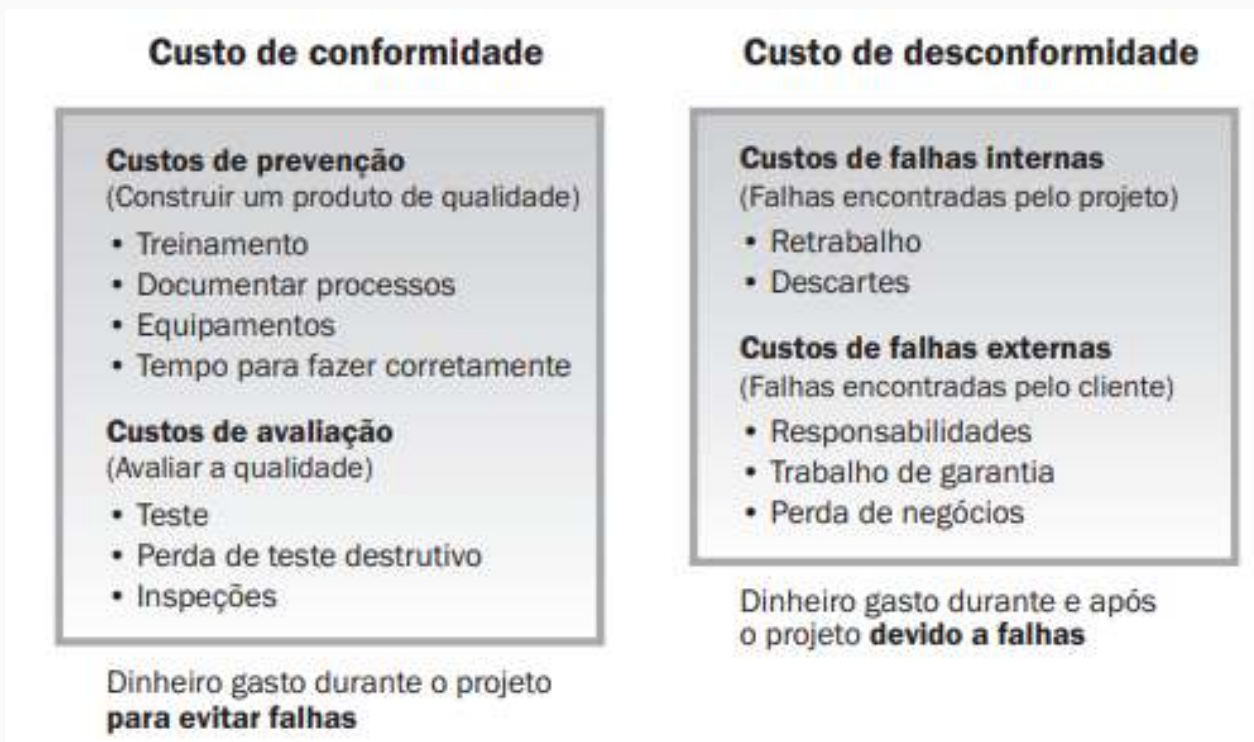 Custo de conformidade
Custos de prevenção
(Construir um produto de qualidade)
• Treinamento
• Documentar processos
• Equipamentos
• Tempo para fazer corretamente
Custos de avaliação
(Avaliar a qualidade)
• Teste
• Perda de teste destrutivo
• Inspeções
Dinheiro gasto durante o projeto
para evitar falhas
Custo de desconformidade
Custos de falhas internas
(Falhas encontradas pelo projeto)
• Retrabalho
• Descartes
Custos de falhas externas
(Falhas encontradas pelo cliente)
• Responsabilidades
• Trabalho de garantia
• Perda de negócios
Dinheiro gasto durante e após
o projeto devido a falhas